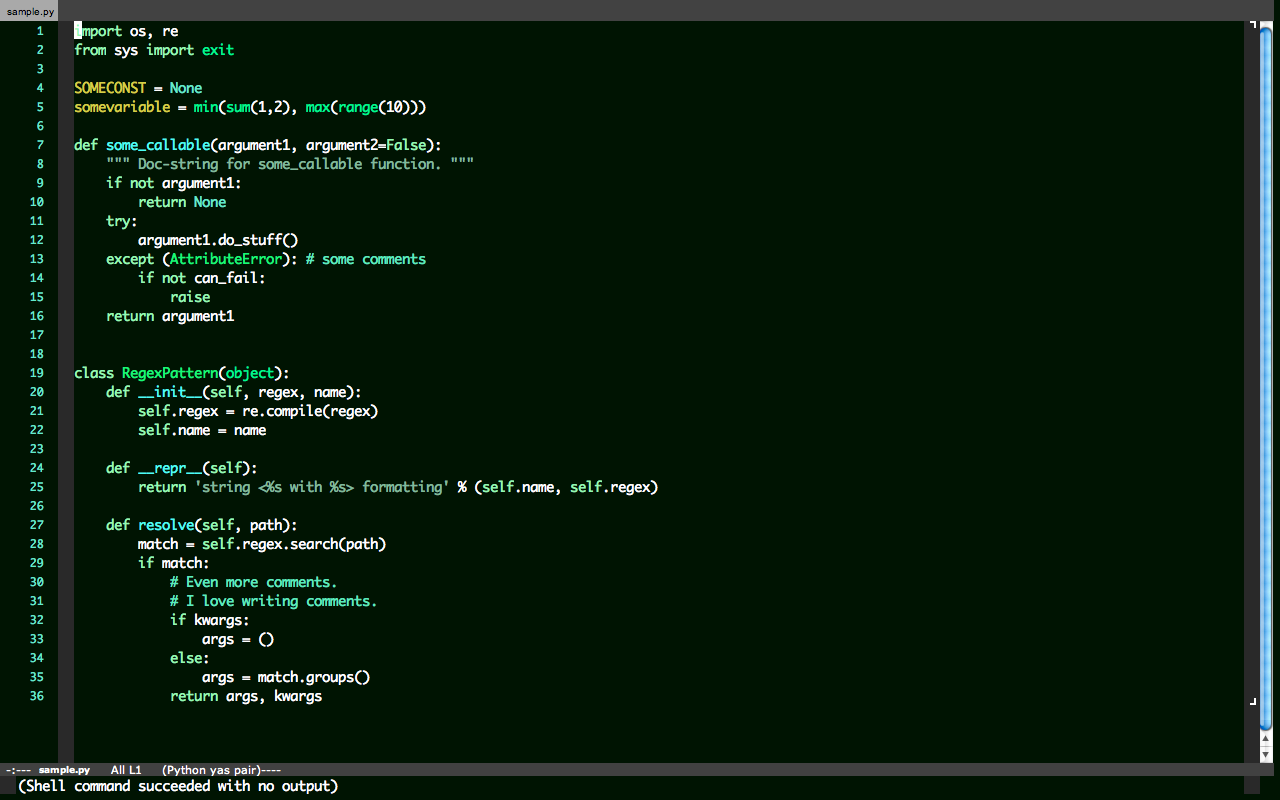 sample.py
1 import os, re
2 from sys import exit
3
4 SOMECONST = None
5 somevariable = min(sum(1,2), max(range(10)))
6
7 def some_callable(argument1, argument2=False):
8     """ Doc-string for some_callable function. """
9     if not argument1:
10         return None
11     try:
12         argument1.do_stuff()
13     except (AttributeError): # some comments
14         if not can_fail:
15             raise
16     return argument1
17
18
19 class RegexPattern(object):
20     def __init__(self, regex, name):
21         self.regex = re.compile(regex)
22         self.name = name
23
24     def __repr__(self):
25         return 'string <%s with %s> formatting' % (self.name, self.regex)
26
27     def resolve(self, path):
28         match = self.regex.search(path)
29         if match:
30             # Even more comments.
31             # I love writing comments.
32             if kwargs:
33                 args = ()
34             else:
35                 args = match.groups()
36             return args, kwargs
-:--- sample.py All L1 (Python yas pair)----
(Shell command succeeded with no output)